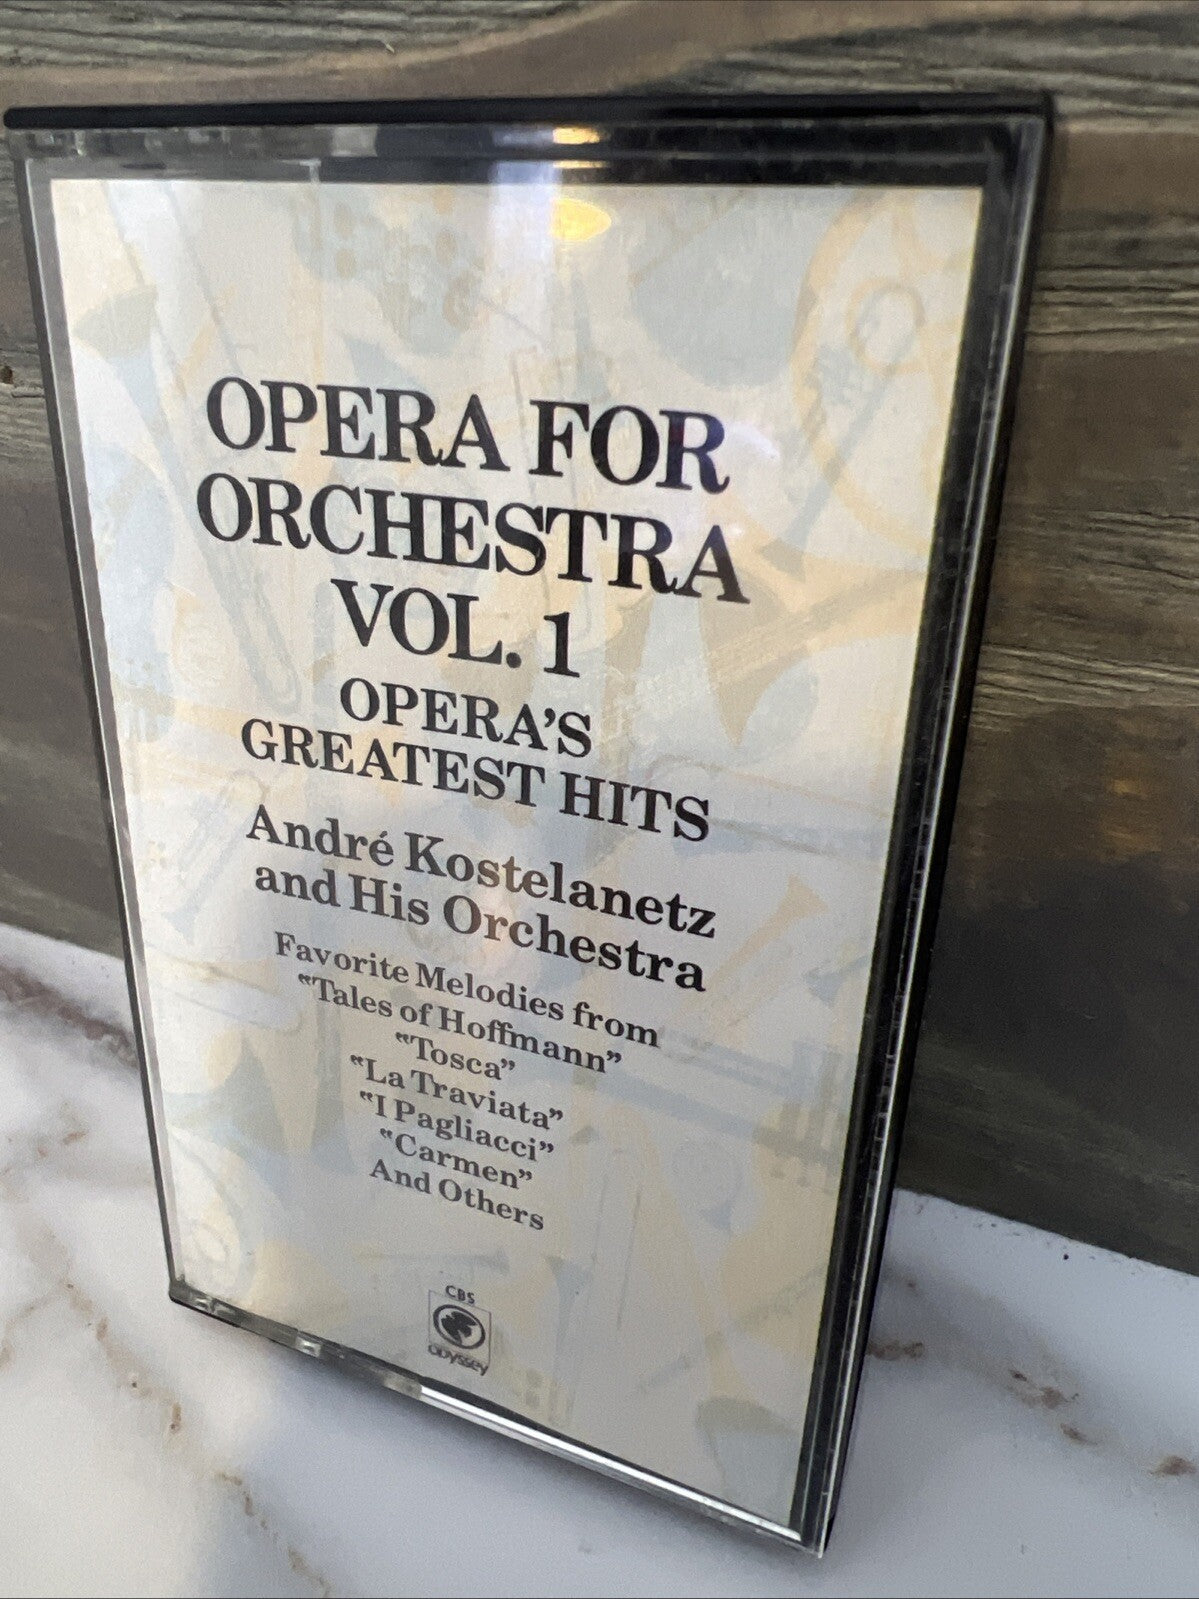 OPERA FOR
ORCHESTRA
VOL. 1
OPERA'S
GREATEST HITS
André Kostelanetz
and His Orchestra
Favorite Melodies from
"Tales of Hoffmann"
"Tosca"
"La Traviata"
"I Pagliacci"
"Carmen"
And Others
CBS
Odyssey